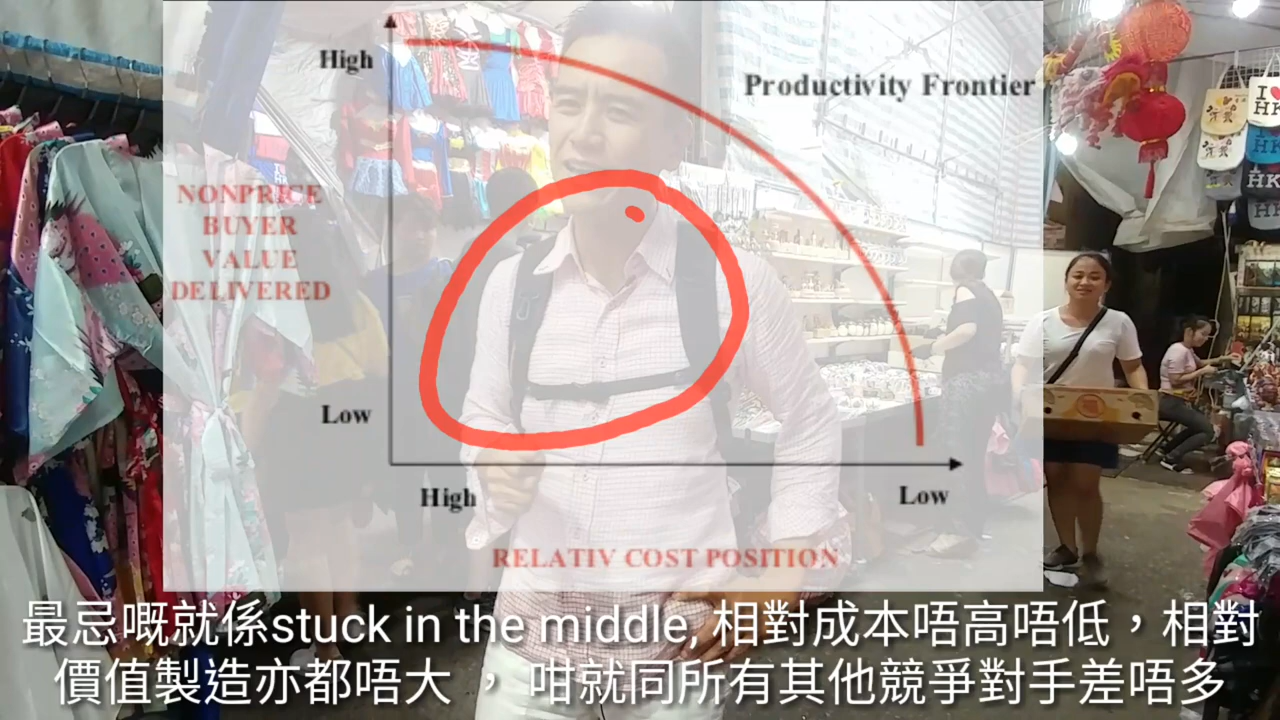 High
Productivity Frontier
NONPRICE
BUYER
VALUE
DELIVERED
Low
High
Low
RELATIV COST POSITION
I
HK
HK
HK
最忌嘅就係stuck in the middle, 相對成本唔高唔低，相對
價值製造亦都唔大 ， 咁就同所有其他競爭對手差唔多